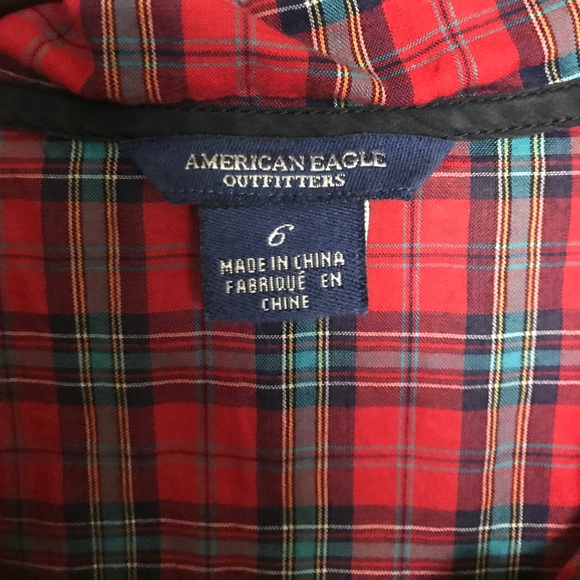 AMERICAN EAGLE
OUTFITTERS
6
MADE IN CHINA
FABRIQUÉ EN
CHINE